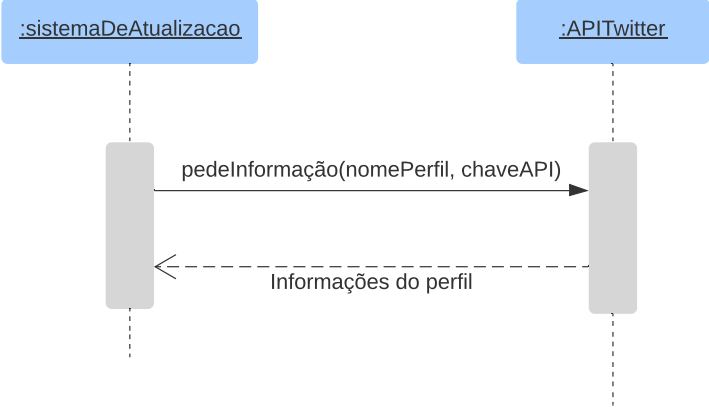 :sistemaDeAtualizacao
:APITwitter
pedeInformação(nomePerfil, chaveAPI)
Informações do perfil